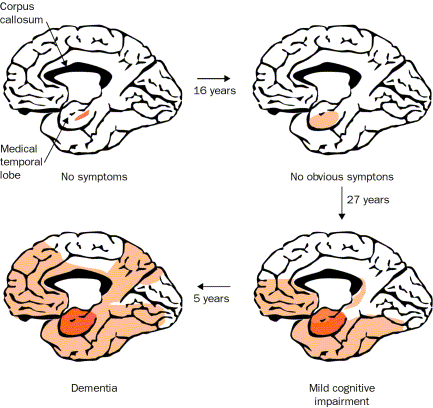 Corpus
callosum
16 years
Medical
temporal
lobe
No symptoms
No obvious symptons
27 years
5 years
Dementia
Mild cognitive
impairment